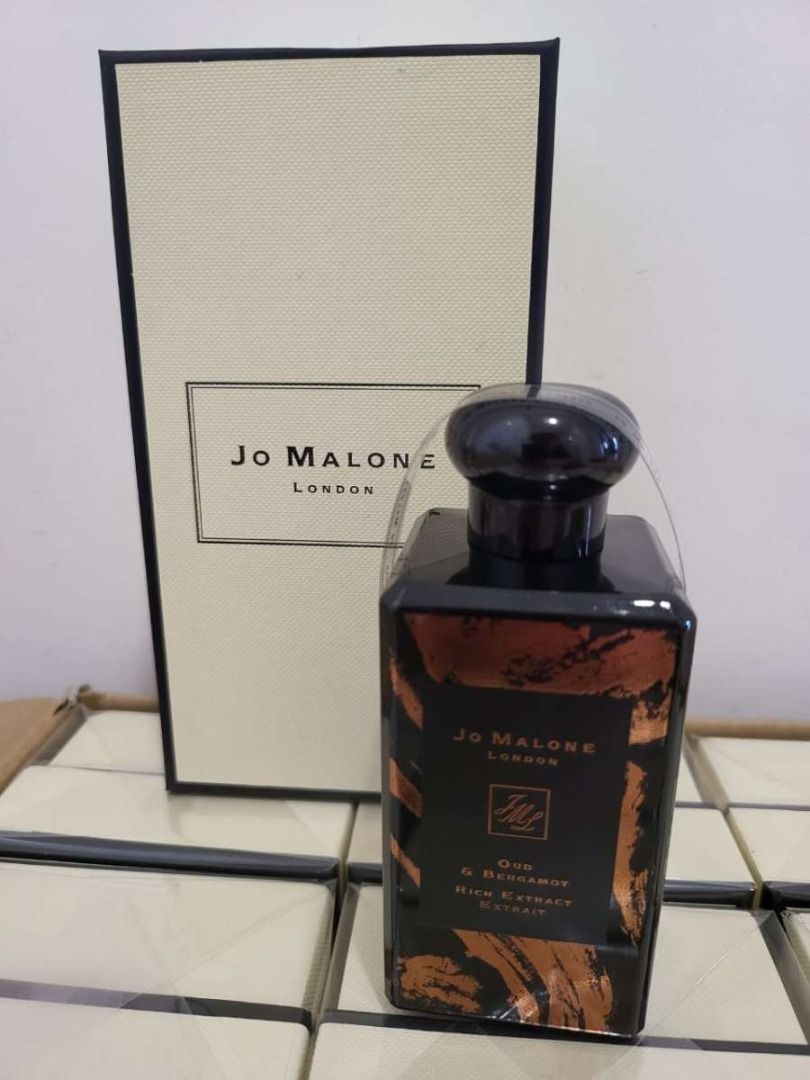 JO MALONE
LONDON
JO MALONE
LONDON
JML
OUD
& BERGAMOT
RICH EXTRACT
EXTRAIT